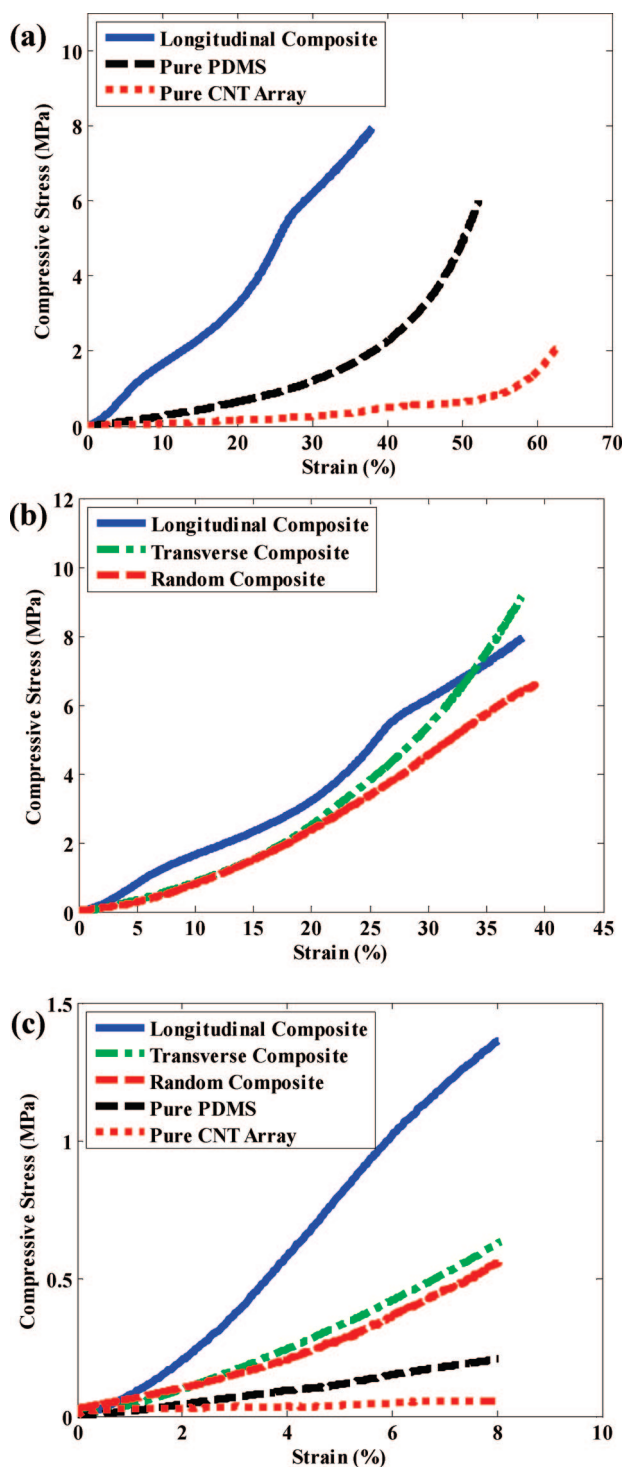 (a)
Longitudinal Composite
Pure PDMS
Pure CNT Array
Compressive Stress (MPa)
10
8
6
4
2
0
0 10 20 30 40 50 60 70
Strain (%)
(b)
Longitudinal Composite
Transverse Composite
Random Composite
Compressive Stress (MPa)
12
10
8
6
4
2
0
0 5 10 15 20 25 30 35 40 45
Strain (%)
(c)
Longitudinal Composite
Transverse Composite
Random Composite
Pure PDMS
Pure CNT Array
Compressive Stress (MPa)
1.5
1
0.5
0
0 2 4 6 8 10
Strain (%)